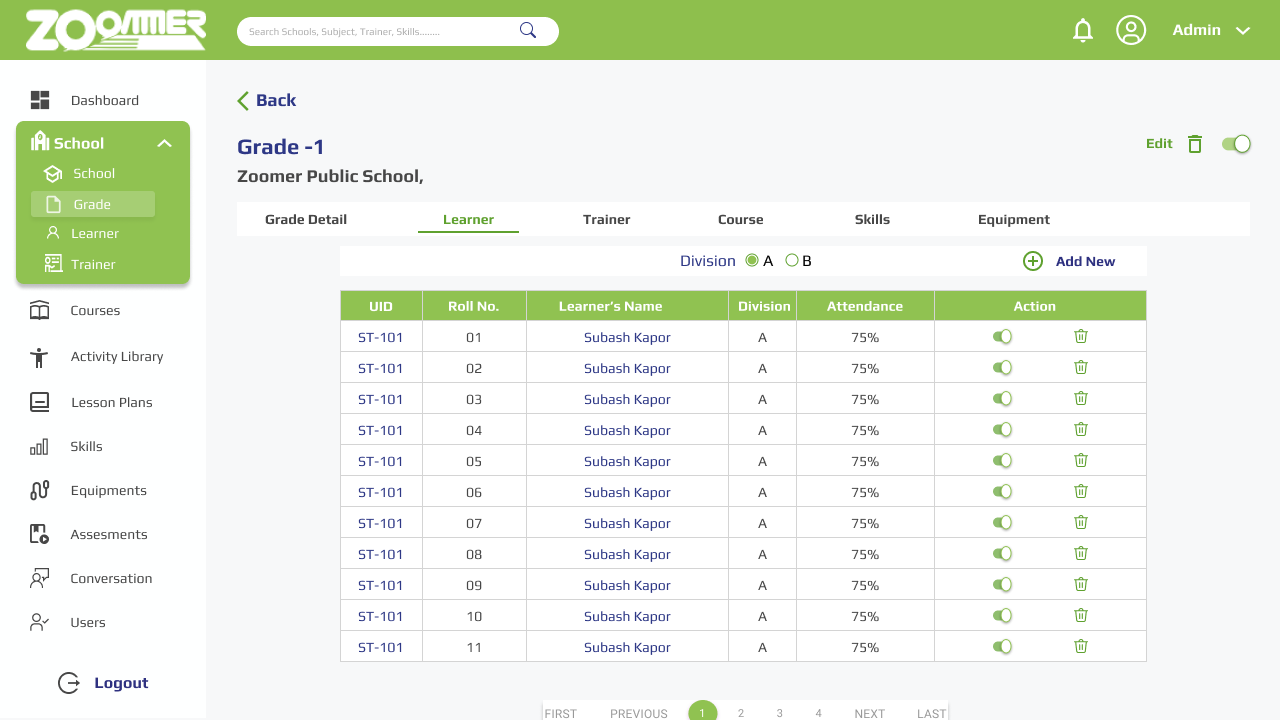 ZOOMMER
Search Schools, Subject, Trainer, Skills........
Admin
Dashboard
School
School
Grade
Learner
Trainer
Courses
Activity Library
Lesson Plans
Skills
Equipments
Assesments
Conversation
Users
Logout
Back
Grade -1
Edit
Zoomer Public School,
Grade Detail Learner Trainer Course Skills Equipment
Division A B Add New
UID Roll No. Learner's Name Division Attendance Action
ST-101 01 Subash Kapor A 75%
ST-101 02 Subash Kapor A 75%
ST-101 03 Subash Kapor A 75%
ST-101 04 Subash Kapor A 75%
ST-101 05 Subash Kapor A 75%
ST-101 06 Subash Kapor A 75%
ST-101 07 Subash Kapor A 75%
ST-101 08 Subash Kapor A 75%
ST-101 09 Subash Kapor A 75%
ST-101 10 Subash Kapor A 75%
ST-101 11 Subash Kapor A 75%
FIRST PREVIOUS 1 2 3 4 NEXT LAST